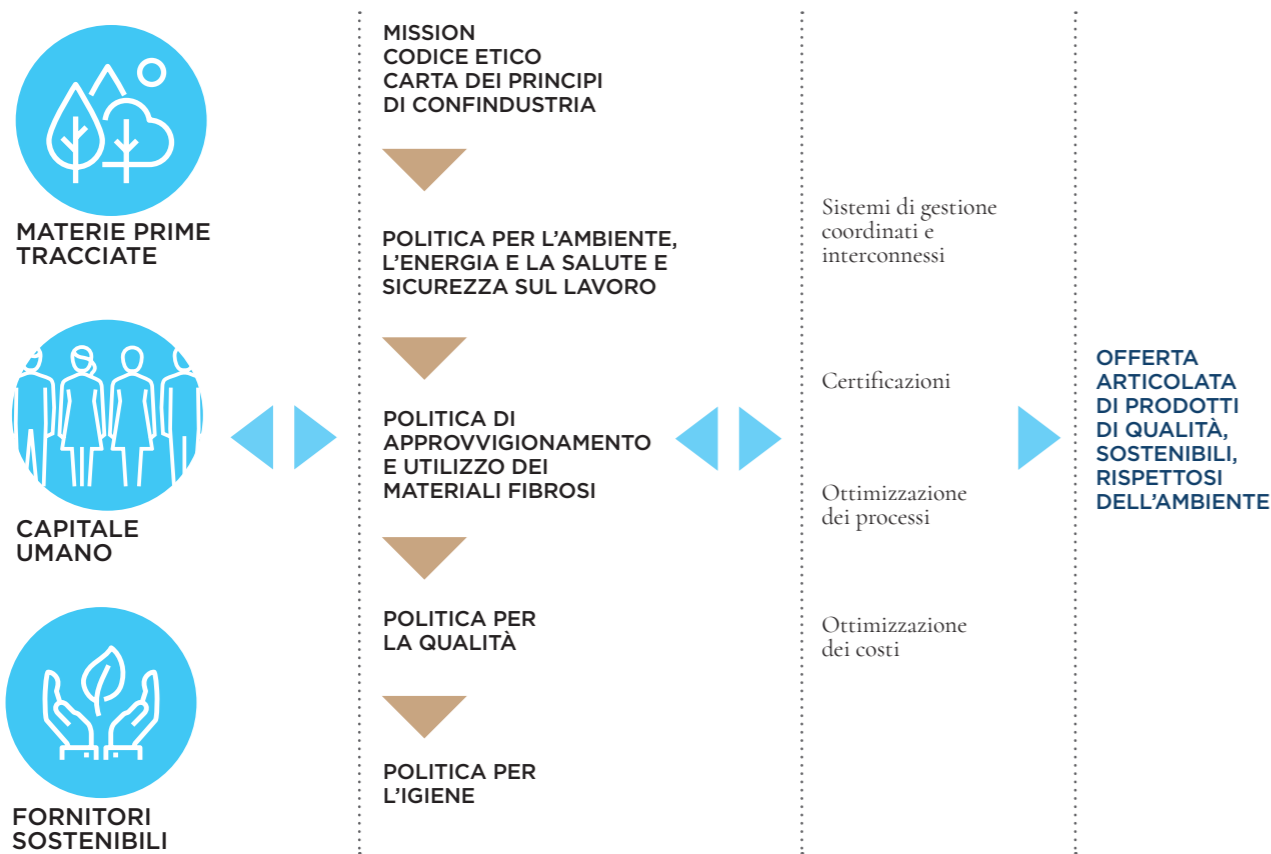 MATERIE PRIME
TRACCIATE
CAPITALE
UMANO
FORNITORI
SOSTENIBILI
MISSION
CODICE ETICO
CARTA DEI PRINCIPI
DI CONFINDUSTRIA
POLITICA PER L'AMBIENTE,
L'ENERGIA E LA SALUTE E
SICUREZZA SUL LAVORO
POLITICA DI
APPROVVIGIONAMENTO
E UTILIZZO DEI
MATERIALI FIBROSI
POLITICA PER
LA QUALITÀ
POLITICA PER
L'IGIENE
Sistemi di gestione
coordinati e
interconnessi
Certificazioni
Ottimizzazione
dei processi
Ottimizzazione
dei costi
OFFERTA
ARTICOLATA
DI PRODOTTI
DI QUALITÀ,
SOSTENIBILI,
RISPETTOSI
DELL'AMBIENTE